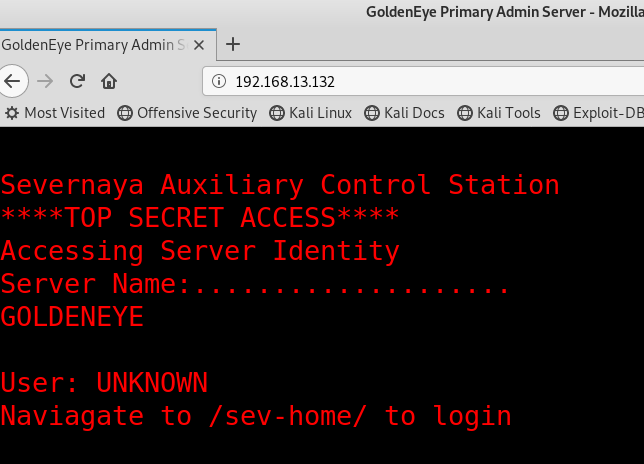 GoldenEye Primary Admin Server - Mozilla
GoldenEye Primary Admin S
192.168.13.132
Most Visited Offensive Security Kali Linux Kali Docs Kali Tools Exploit-DB
Severnaya Auxiliary Control Station
****TOP SECRET ACCESS****
Accessing Server Identity
Server Name:....................
GOLDENEYE
User: UNKNOWN
Naviagate to /sev-home/ to login